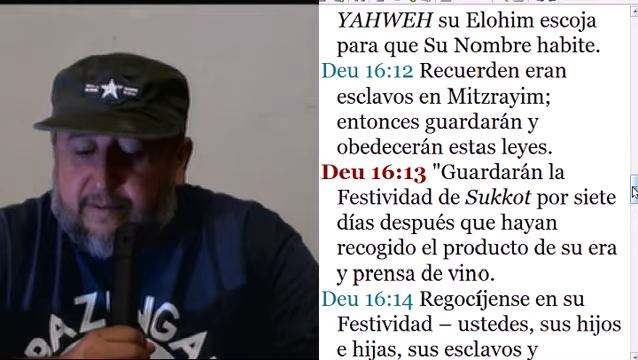 YAHWEH su Elohim escoja
para que Su Nombre habite.
Deu 16:12 Recuerden eran
esclavos en Mitzrayim;
entonces guardarán y
obedecerán estas leyes.
Deu 16:13 "Guardarán la
Festividad de Sukkot por siete
días después que hayan
recogido el producto de su era
y prensa de vino.
Deu 16:14 Regocíjense en su
Festividad – ustedes, sus hijos
e hijas, sus esclavos y